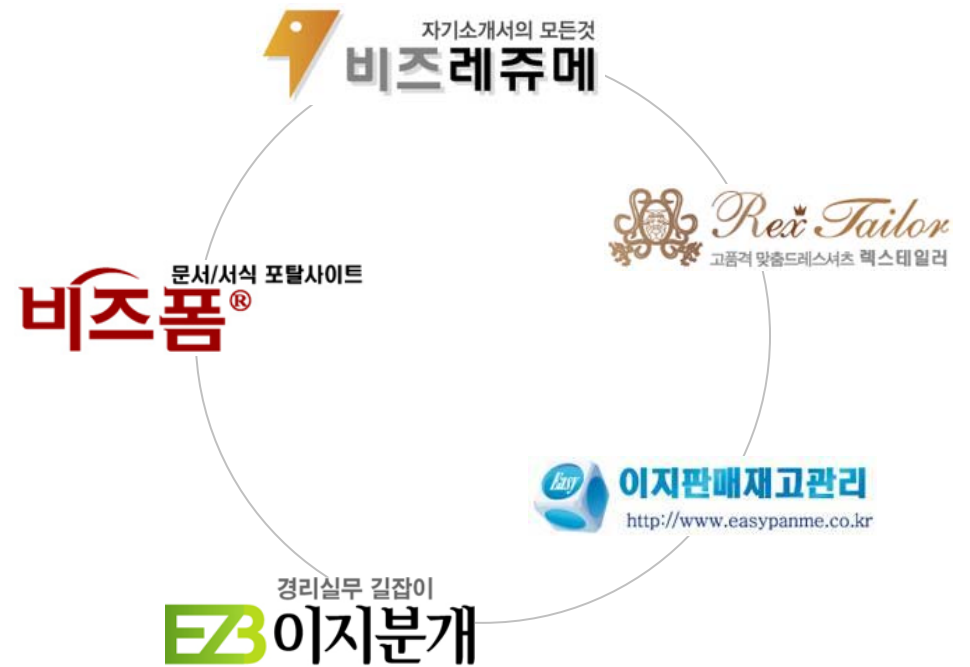 자기소개서의 모든것
비즈레쥬메
Rex Tailor
고품격 맞춤드레스셔츠 렉스테일러
문서/서식 포탈사이트
비즈폼®
Easy
이지판매재고관리
http://www.easypanme.co.kr
경리실무 길잡이
EZB 이지분개